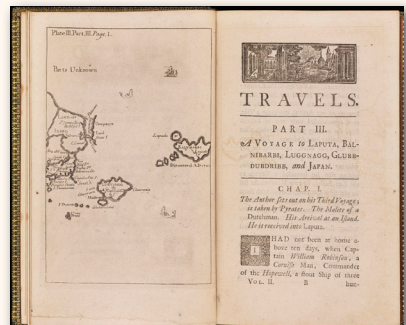 Plate III. Part. III. Page. 1.
Parts Unknown
TRAVELS.
PART III.
A VOYAGE to LAPUTA, BAL-
NIBARBI, LUGGNAGG, GLUBB-
DUBDRIBB, and JAPAN.
CHAP. I.
The Author sets out on his Third Voyage,
is taken by Pyrates. The Malice of a
Dutchman. His Arrival at an Island.
He is received into Laputa.
I HAD not been at home a-
bove ten days, when Cap-
tain William Robinson, a
Cornish Man, Commander
of the Hopewell, a stout Ship of three
VOL. II. B hun-